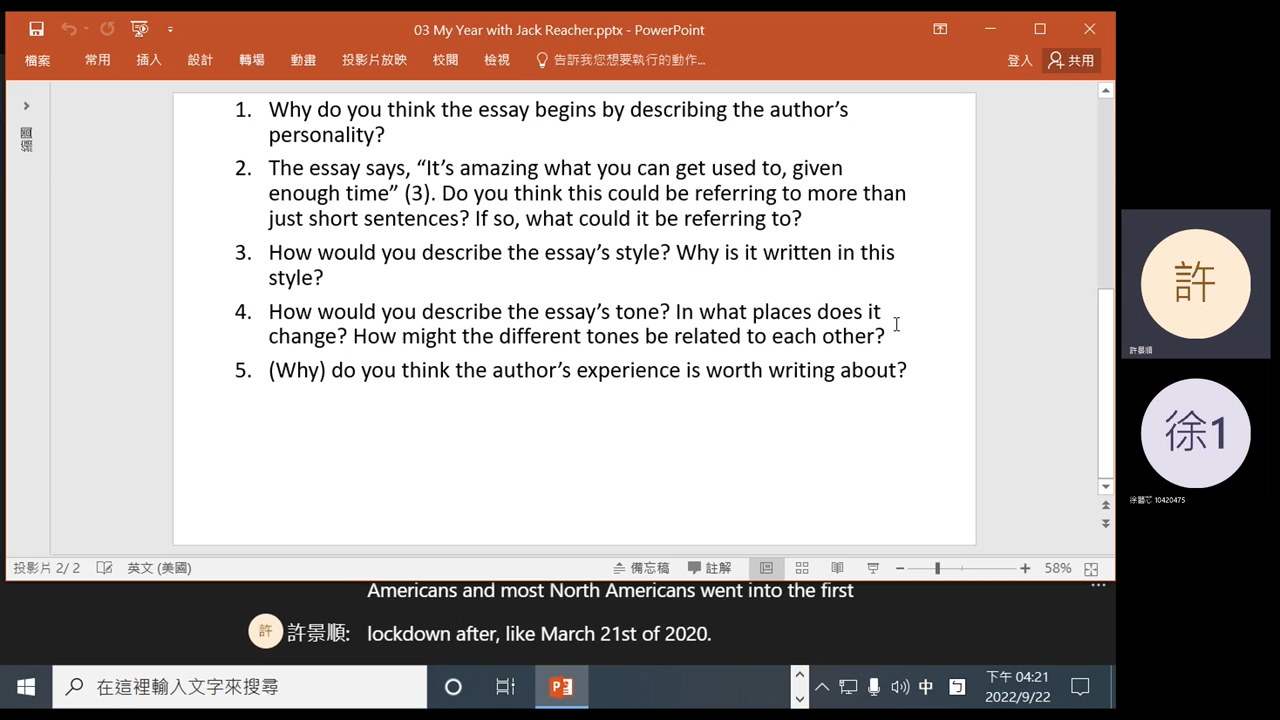 03 My Year with Jack Reacher.pptx - PowerPoint
檔案 常用 插入 設計 轉場 動畫 投影片放映 校閱 檢視 告訴我您想要執行的動作... 登入 共用
1. Why do you think the essay begins by describing the author’s
personality?
2. The essay says, “It’s amazing what you can get used to, given
enough time” (3). Do you think this could be referring to more than
just short sentences? If so, what could it be referring to?
3. How would you describe the essay’s style? Why is it written in this
style?
4. How would you describe the essay’s tone? In what places does it
change? How might the different tones be related to each other?
5. (Why) do you think the author’s experience is worth writing about?
許
許景順
徐1
10420475
投影片 2/ 2 英文 (美國) 備忘稿 註解 58%
Americans and most North Americans went into the first
許 許景順: lockdown after, like March 21st of 2020.
在這裡輸入文字來搜尋
中
下午 04:21
2022/9/22